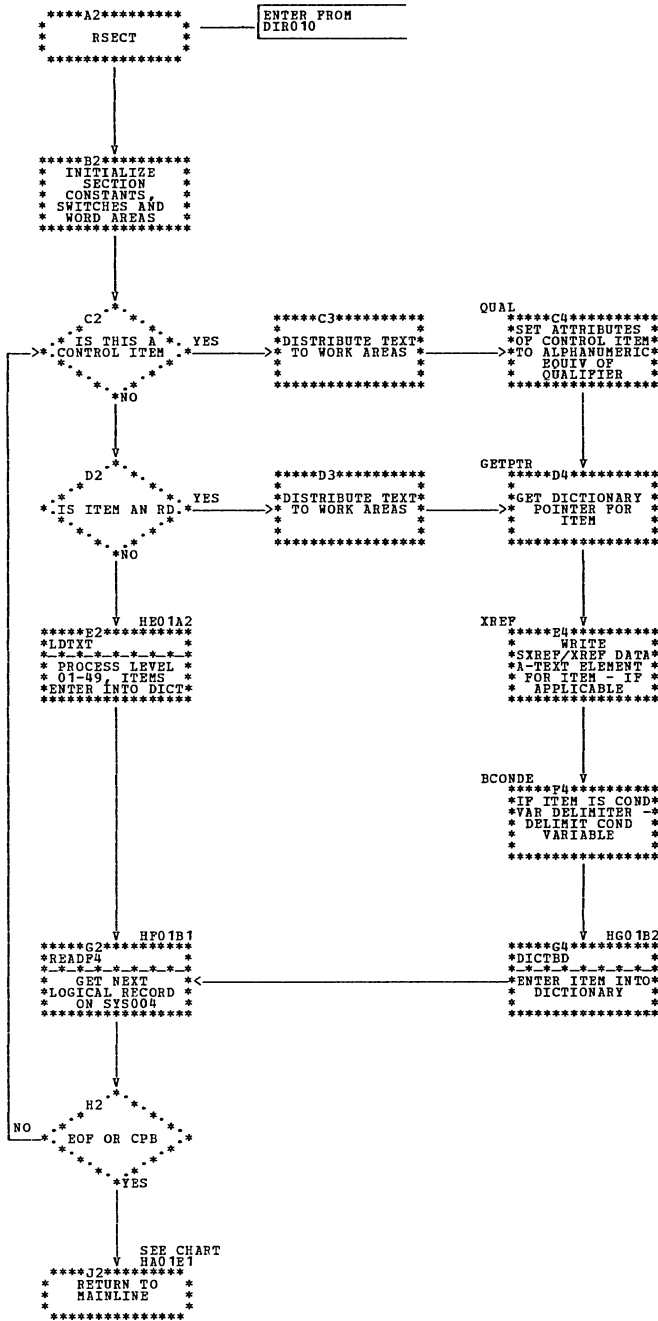 A2
RSECT
ENTER FROM
DIR010
B2
INITIALIZE
SECTION
CONSTANTS,
SWITCHES AND
WORD AREAS
C2
IS THIS A
CONTROL ITEM
YES
NO
C3
DISTRIBUTE TEXT
TO WORK AREAS
QUAL
C4
SET ATTRIBUTES
OF CONTROL ITEM
TO ALPHANUMERIC
EQUIV OF
QUALIFIER
D2
IS ITEM AN RD
YES
NO
D3
DISTRIBUTE TEXT
TO WORK AREAS
GETPTR
D4
GET DICTIONARY
POINTER FOR
ITEM
HE01A2
E2
LDTXT
PROCESS LEVEL
01-49, ITEMS
ENTER INTO DICT
XREF
E4
WRITE
SXREF/XREF DATA
A-TEXT ELEMENT
FOR ITEM - IF
APPLICABLE
BCONDE
F4
IF ITEM IS COND
VAR DELIMITER -
DELIMIT COND
VARIABLE
HF01B1
G2
READF4
GET NEXT
LOGICAL RECORD
ON SYS004
HG01B2
G4
DICTBD
ENTER ITEM INTO
DICTIONARY
H2
NO
EOF OR CPB
YES
SEE CHART
HA01E1
J2
RETURN TO
MAINLINE